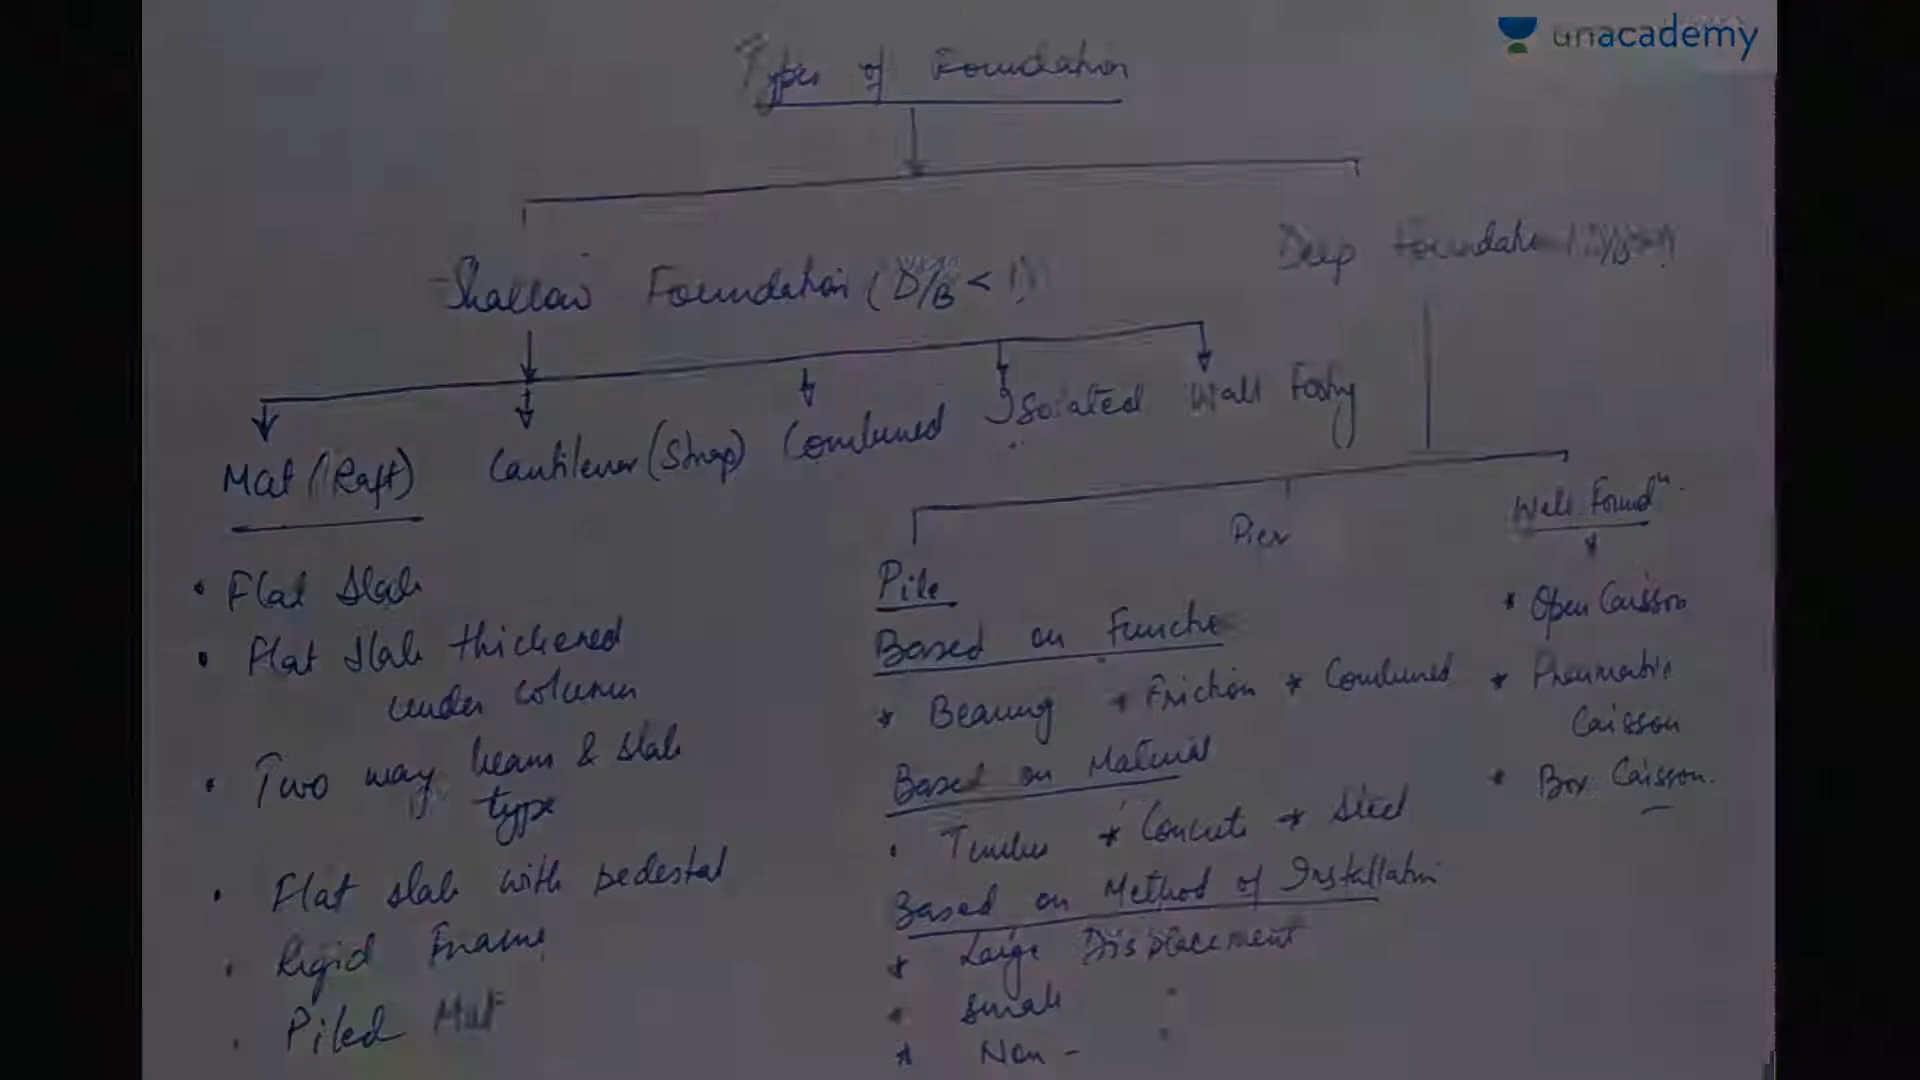 unacademy
Types of Foundation
Shallow Foundation (D/B < 1)
Deep Foundation
Mat (Raft)
Cantilever (Strap)
Combined
Isolated
Wall Footing
• Flat Slab
• Flat Slab thickened
under column
• Two way beam & slab
type
• Flat slab with pedestal
• Rigid Frame
• Piled Mat
Pile
Based on Function
* Bearing * Friction * Combined
Based on Material
• Timber * Concrete * Steel
Based on Method of Installation
* Large Displacement
* Small "
* Non - "
Pier
Well Foundn
* Open Caisson
* Pneumatic
Caisson
* Box Caisson.